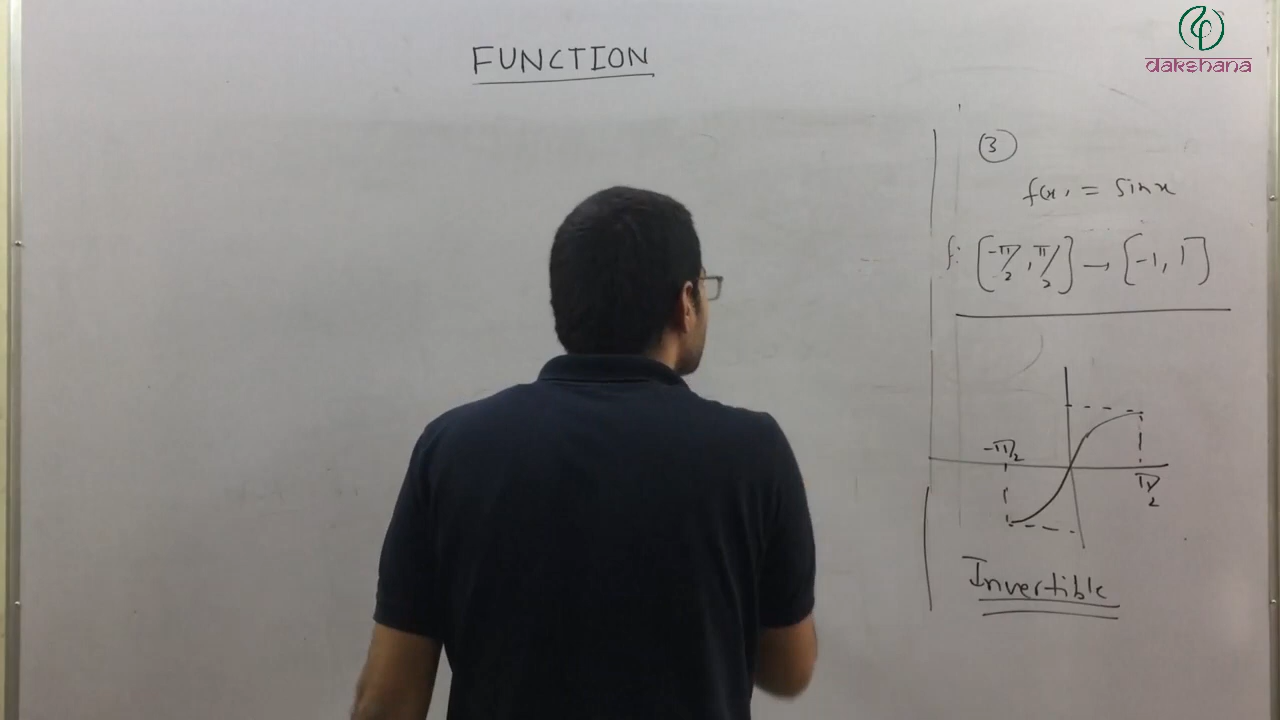 dakshana
FUNCTION
3
f(x) = sinx
f: [-π/2, π/2] → [-1, 1]
-π/2
π/2
Invertible